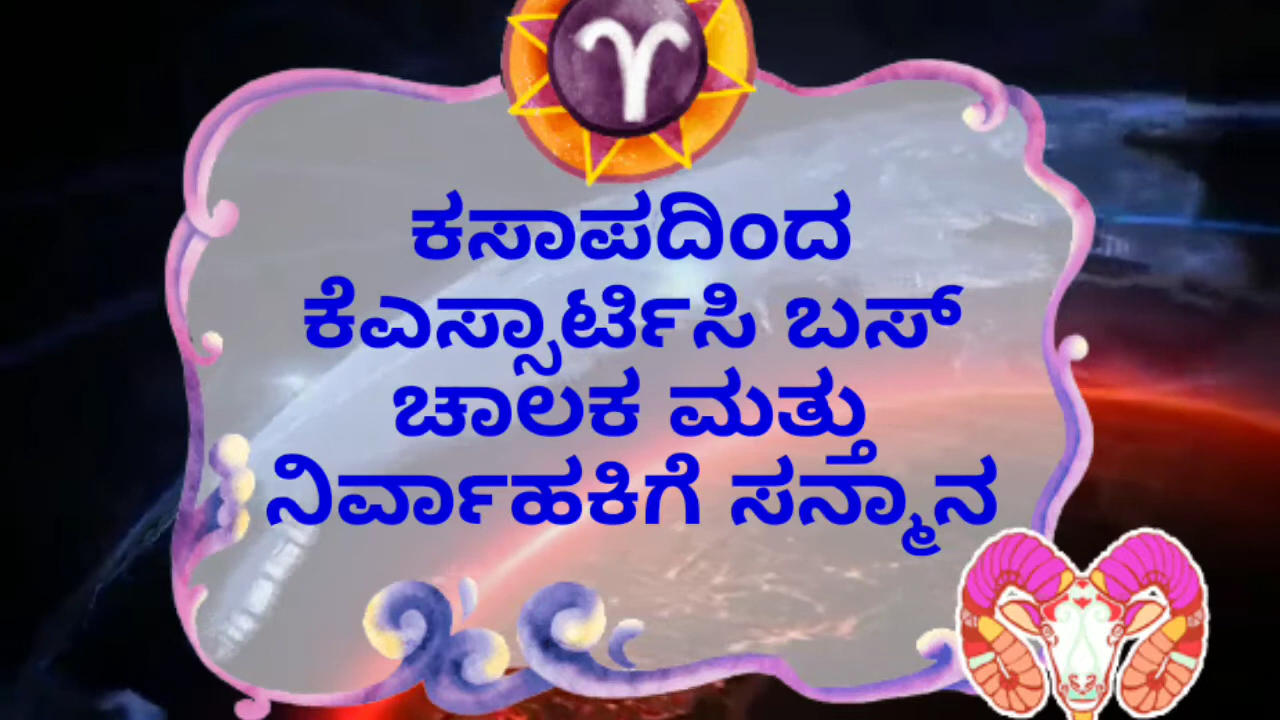 ಕಸಾಪದಿಂದ
ಕೆಎಸ್ಸಾರ್ಟಿಸಿ ಬಸ್
ಚಾಲಕ ಮತ್ತು
ನಿರ್ವಾಹಕಿಗೆ ಸನ್ಮಾನ